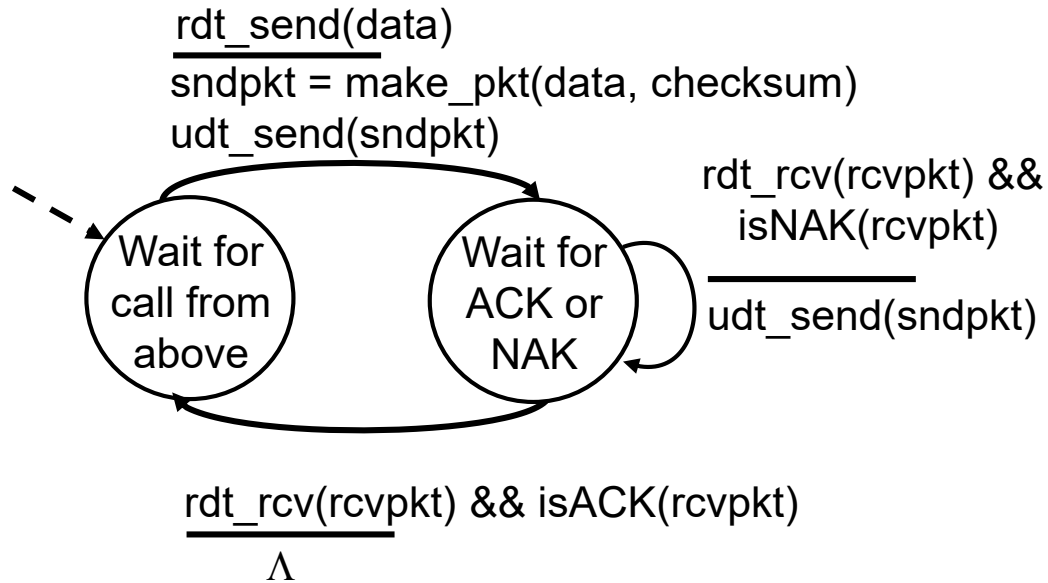 rdt_send(data)
sndpkt = make_pkt(data, checksum)
udt_send(sndpkt)
rdt_rcv(rcvpkt) &&
isNAK(rcvpkt)
udt_send(sndpkt)
Wait for
call from
above
Wait for
ACK or
NAK
rdt_rcv(rcvpkt) && isACK(rcvpkt)
Λ